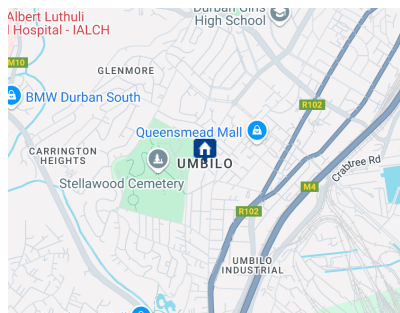 Albert Luthuli
l Hospital - IALCH
Durban Girls
High School
M10
GLENMORE
BMW Durban South
R102
Queensmead Mall
CARRINGTON
HEIGHTS
UMBILO
Stellawood Cemetery
Crabtree Rd
M4
R102
UMBILO
INDUSTRIAL